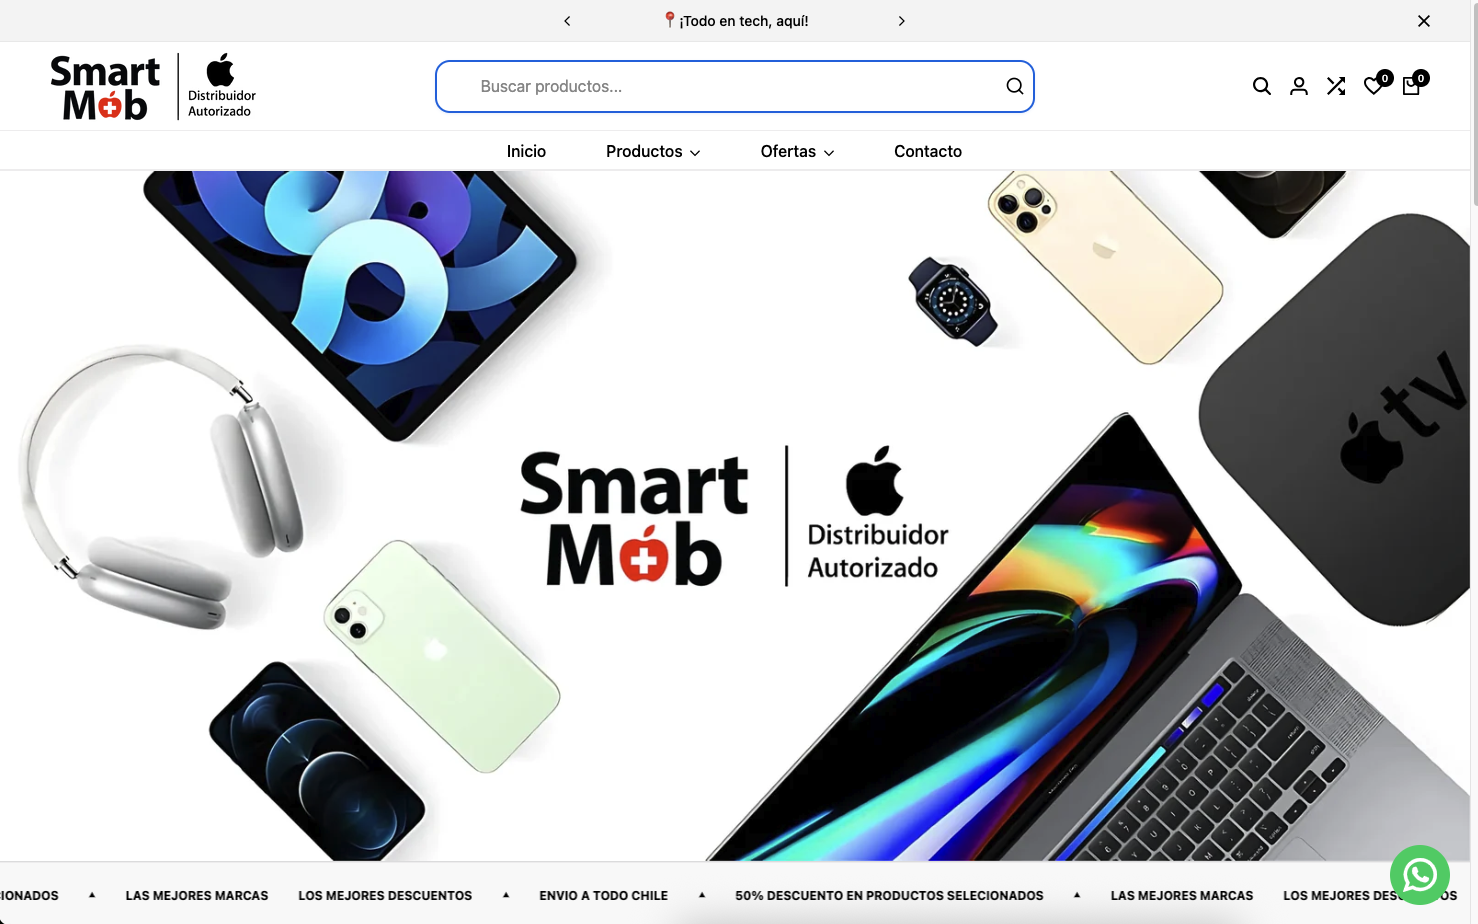 ¡Todo en tech, aquí!
Smart
Mob
Distribuidor
Autorizado
Buscar productos...
0
0
Inicio
Productos
Ofertas
Contacto
tv
Smart
Mob
Distribuidor
Autorizado
IONADOS
LAS MEJORES MARCAS
LOS MEJORES DESCUENTOS
ENVIO A TODO CHILE
50% DESCUENTO EN PRODUCTOS SELECCIONADOS
LAS MEJORES MARCAS
LOS MEJORES DES OS